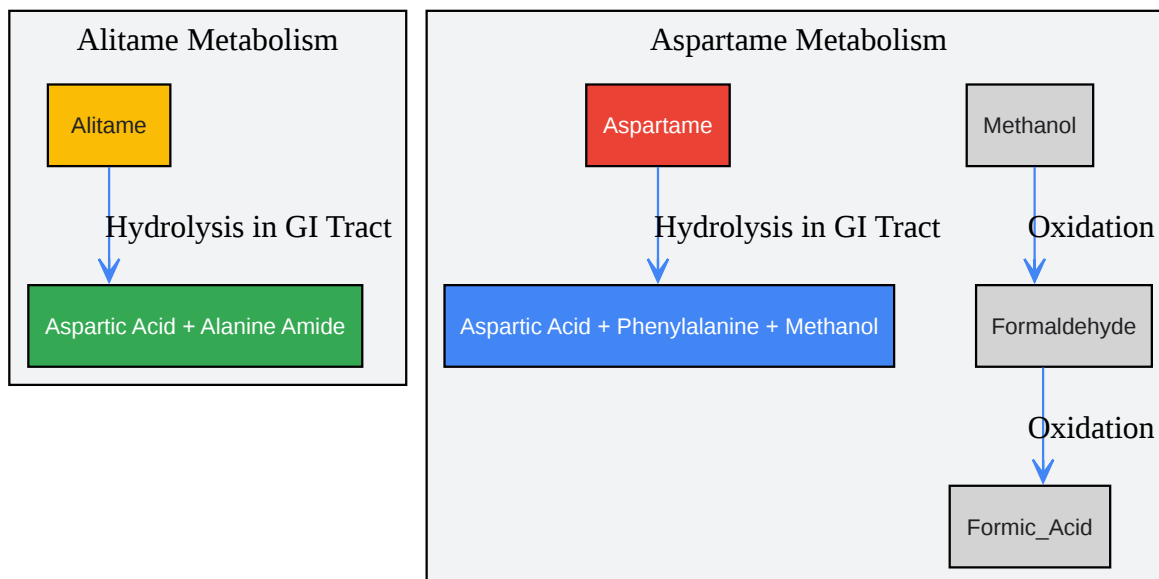 Alitame Metabolism
Alitame
Hydrolysis in GI Tract
Aspartic Acid + Alanine Amide
Aspartame Metabolism
Aspartame
Hydrolysis in GI Tract
Aspartic Acid + Phenylalanine + Methanol
Methanol
Oxidation
Formaldehyde
Oxidation
Formic_Acid